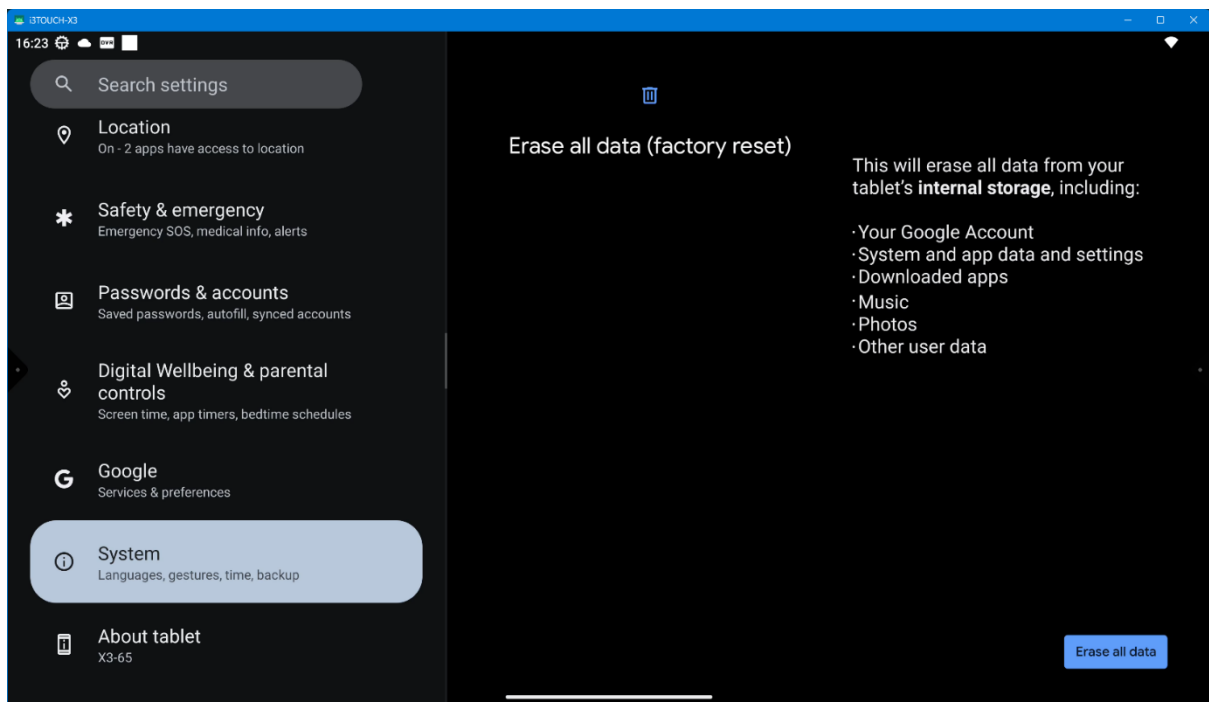 i3TOUCH-X3
16:23
Search settings
Location
On - 2 apps have access to location
Safety & emergency
Emergency SOS, medical info, alerts
Passwords & accounts
Saved passwords, autofill, synced accounts
Digital Wellbeing & parental
controls
Screen time, app timers, bedtime schedules
Google
Services & preferences
System
Languages, gestures, time, backup
About tablet
X3-65
Erase all data (factory reset)
This will erase all data from your
tablet's internal storage, including:
·Your Google Account
·System and app data and settings
·Downloaded apps
·Music
·Photos
·Other user data
Erase all data